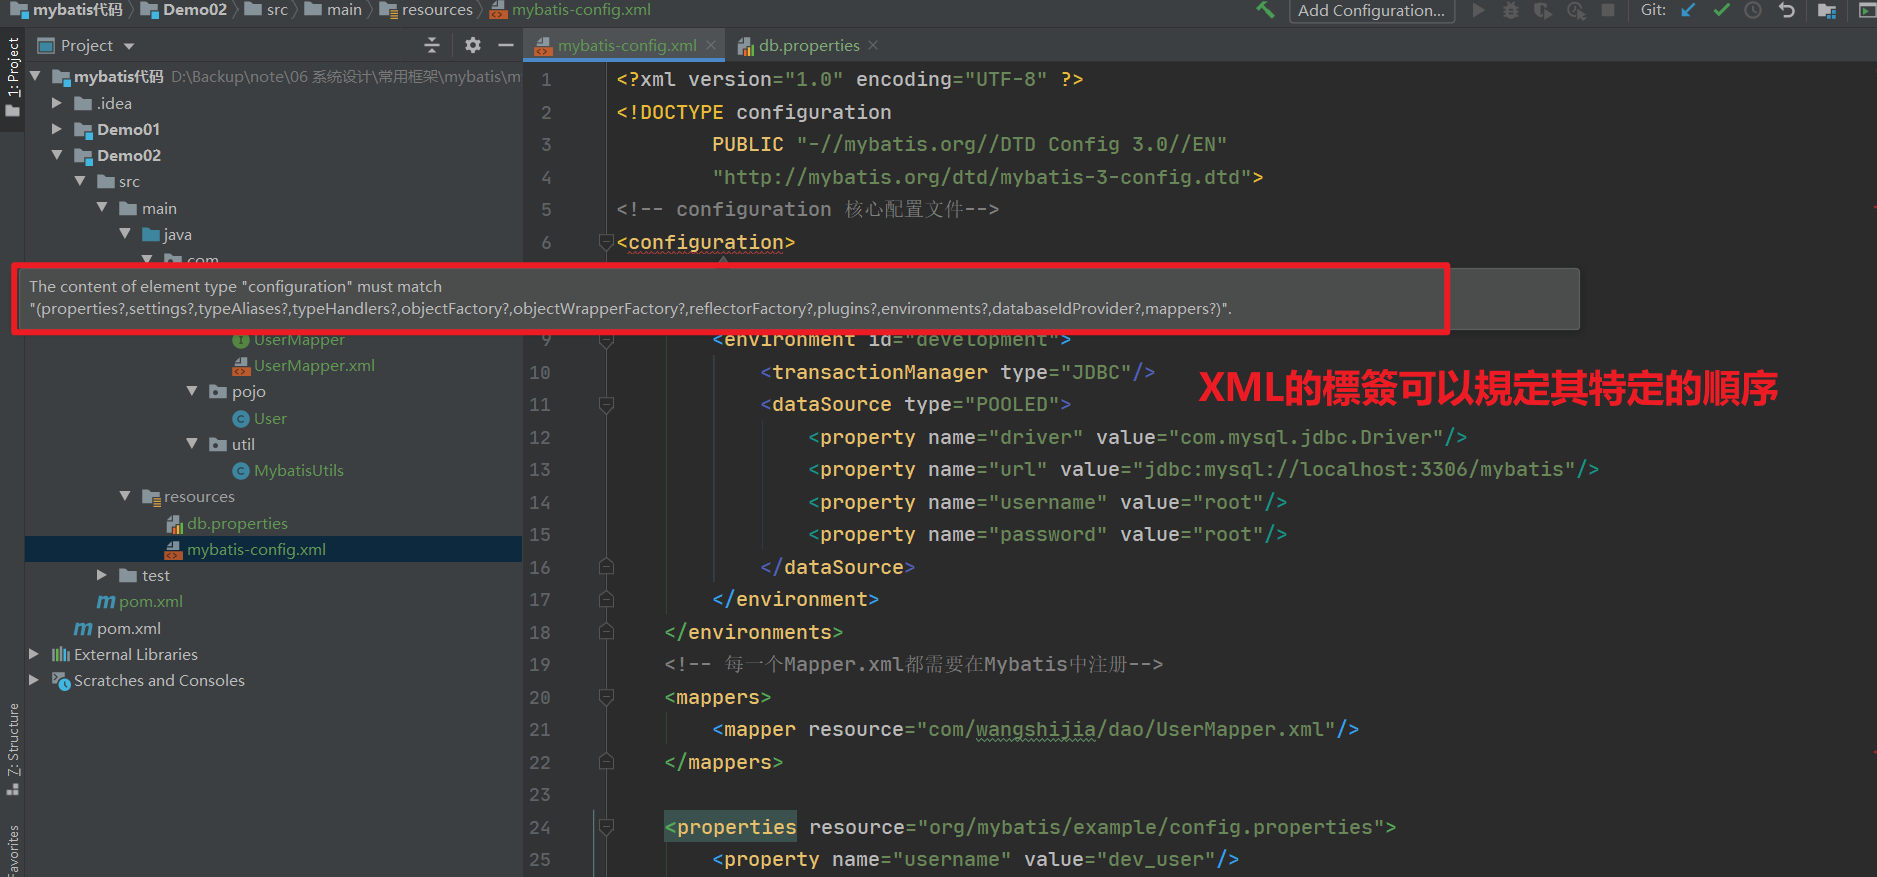 mybatis代码 Demo02 src main resources mybatis-config.xml
Add Configuration...
Git:
1: Project
Project
mybatis-config.xml
db.properties
mybatis代码 D:\Backup\note\06 系统设计\常用框架\mybatis\m
.idea
Demo01
Demo02
src
main
java
com
UserMapper
UserMapper.xml
pojo
User
util
MybatisUtils
resources
db.properties
mybatis-config.xml
test
pom.xml
pom.xml
External Libraries
Scratches and Consoles
7: Structure
Favorites
1 <?xml version="1.0" encoding="UTF-8" ?>
2 <!DOCTYPE configuration
3 PUBLIC "-//mybatis.org//DTD Config 3.0//EN"
4 "http://mybatis.org/dtd/mybatis-3-config.dtd">
5 <!-- configuration 核心配置文件-->
6 <configuration>
The content of element type "configuration" must match
"(properties?,settings?,typeAliases?,typeHandlers?,objectFactory?,objectWrapperFactory?,reflectorFactory?,plugins?,environments?,databaseIdProvider?,mappers?)".
9 <environment id="development">
10 <transactionManager type="JDBC"/>
XML的標簽可以規定其特定的順序
11 <dataSource type="POOLED">
12 <property name="driver" value="com.mysql.jdbc.Driver"/>
13 <property name="url" value="jdbc:mysql://localhost:3306/mybatis"/>
14 <property name="username" value="root"/>
15 <property name="password" value="root"/>
16 </dataSource>
17 </environment>
18 </environments>
19 <!-- 每一个Mapper.xml都需要在Mybatis中注册-->
20 <mappers>
21 <mapper resource="com/wangshijia/dao/UserMapper.xml"/>
22 </mappers>
23
24 <properties resource="org/mybatis/example/config.properties">
25 <property name="username" value="dev_user"/>